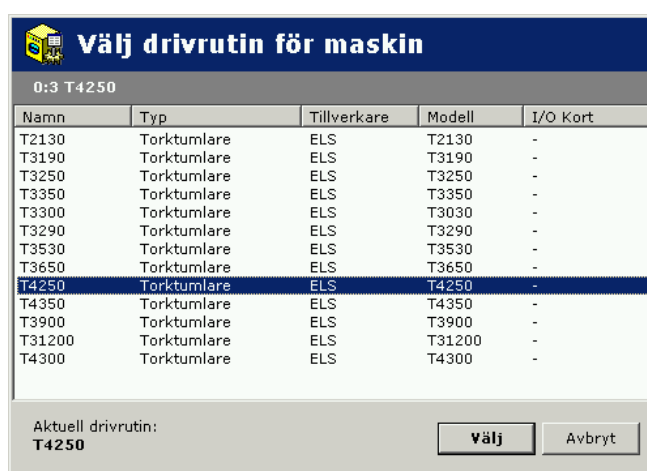 Välj drivrutin för maskin
0:3 T4250
Namn Typ Tillverkare Modell I/O Kort
T2130 Torktumlare ELS T2130 -
T3190 Torktumlare ELS T3190 -
T3250 Torktumlare ELS T3250 -
T3350 Torktumlare ELS T3350 -
T3300 Torktumlare ELS T3030 -
T3290 Torktumlare ELS T3290 -
T3530 Torktumlare ELS T3530 -
T3650 Torktumlare ELS T3650 -
T4250 Torktumlare ELS T4250 -
T4350 Torktumlare ELS T4350 -
T3900 Torktumlare ELS T3900 -
T31200 Torktumlare ELS T31200 -
T4300 Torktumlare ELS T4300 -
Aktuell drivrutin:
T4250
Välj Avbryt